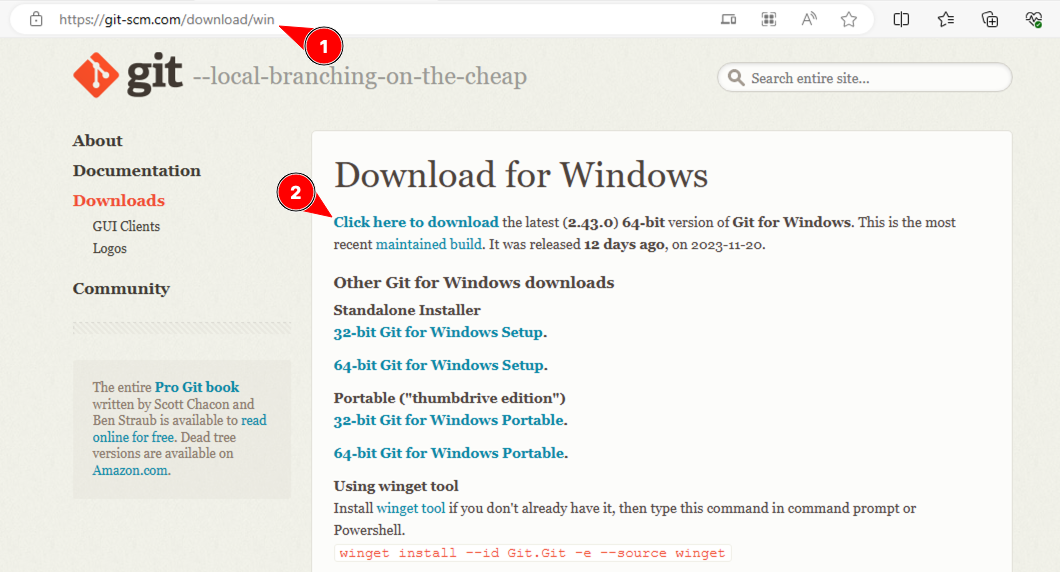 https://git-scm.com/download/win
1
git --local-branching-on-the-cheap
Search entire site...
About
Documentation
Downloads
GUI Clients
Logos
Community
The entire Pro Git book
written by Scott Chacon and
Ben Straub is available to read
online for free. Dead tree
versions are available on
Amazon.com.
Download for Windows
2
Click here to download the latest (2.43.0) 64-bit version of Git for Windows. This is the most
recent maintained build. It was released 12 days ago, on 2023-11-20.
Other Git for Windows downloads
Standalone Installer
32-bit Git for Windows Setup.
64-bit Git for Windows Setup.
Portable ("thumbdrive edition")
32-bit Git for Windows Portable.
64-bit Git for Windows Portable.
Using winget tool
Install winget tool if you don't already have it, then type this command in command prompt or
Powershell.
winget install --id Git.Git -e --source winget